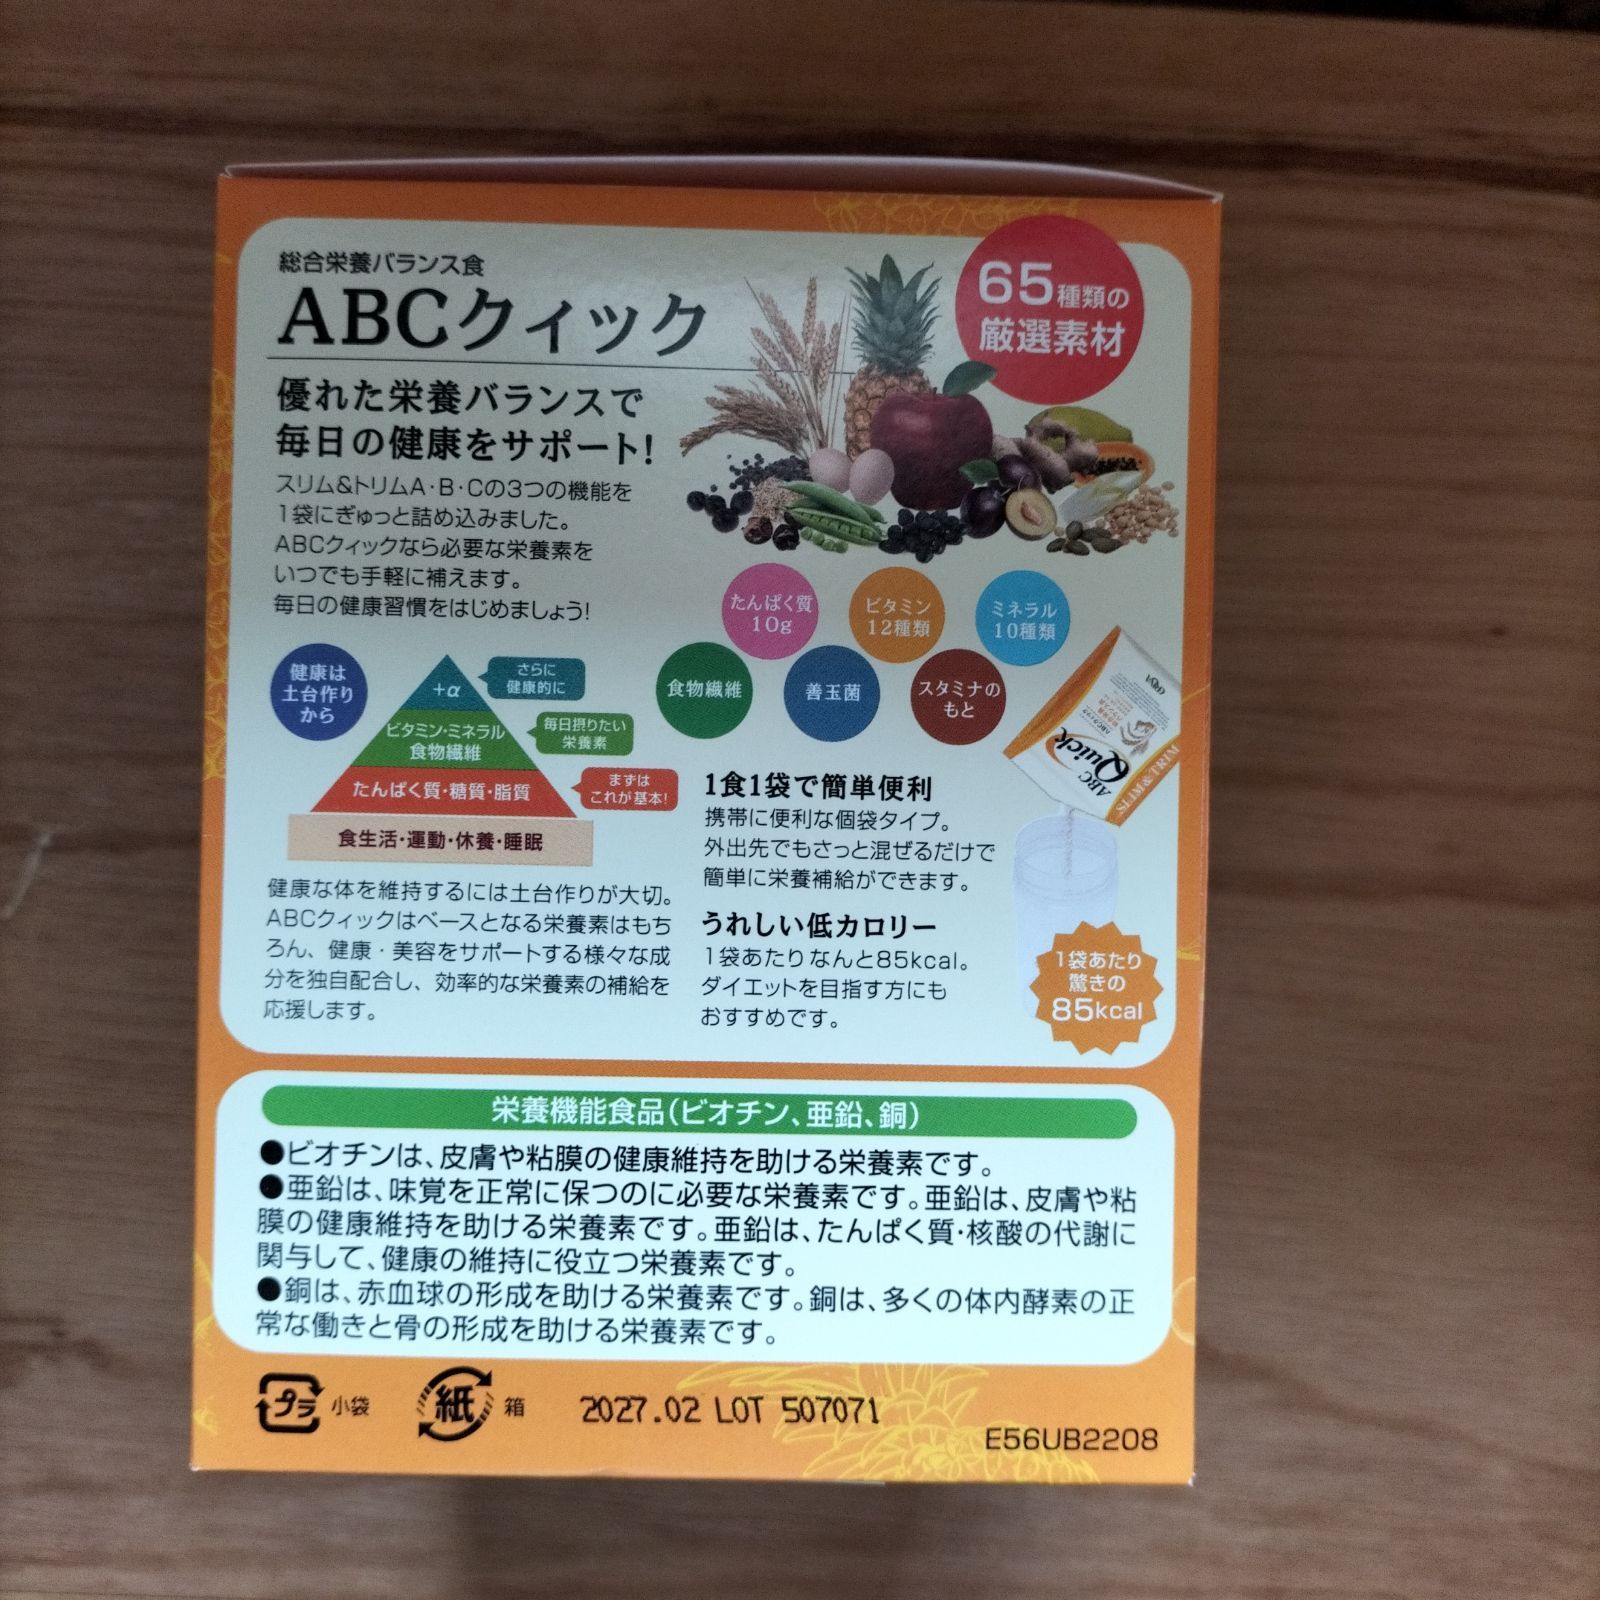 総合栄養バランス食
ABCクィック
65種類の
厳選素材
優れた栄養バランスで
毎日の健康をサポート!
スリム&トリムA・B・Cの3つの機能を
1袋にぎゅっと詰め込みました。
ABCクィックなら必要な栄養素を
いつでも手軽に補えます。
毎日の健康習慣をはじめましょう!
たんぱく質
10g
ビタミン
12種類
ミネラル
10種類
食物繊維
善玉菌
スタミナの
もと
健康は
土台作り
から
+α
さらに
健康的に
ビタミン・ミネラル
食物繊維
毎日摂りたい
栄養素
たんぱく質・糖質・脂質
まずは
これが基本!
食生活・運動・休養・睡眠
健康な体を維持するには土台作りが大切。
ABCクィックはベースとなる栄養素はもち
ろん、健康・美容をサポートする様々な成
分を独自配合し、効率的な栄養素の補給を
応援します。
ABC
Quick
SLIM&TRIM
1食1袋で簡単便利
携帯に便利な個袋タイプ。
外出先でもさっと混ぜるだけで
簡単に栄養補給ができます。
うれしい低カロリー
1袋あたりなんと85kcal。
ダイエットを目指す方にも
おすすめです。
1袋あたり
驚きの
85kcal
栄養機能食品(ビオチン、亜鉛、銅)
●ビオチンは、皮膚や粘膜の健康維持を助ける栄養素です。
●亜鉛は、味覚を正常に保つのに必要な栄養素です。亜鉛は、皮膚や粘
膜の健康維持を助ける栄養素です。亜鉛は、たんぱく質・核酸の代謝に
関与して、健康の維持に役立つ栄養素です。
●銅は、赤血球の形成を助ける栄養素です。銅は、多くの体内酵素の正
常な働きと骨の形成を助ける栄養素です。
プラ 小袋
紙 箱
2027.02 LOT 507071
E56UB2208